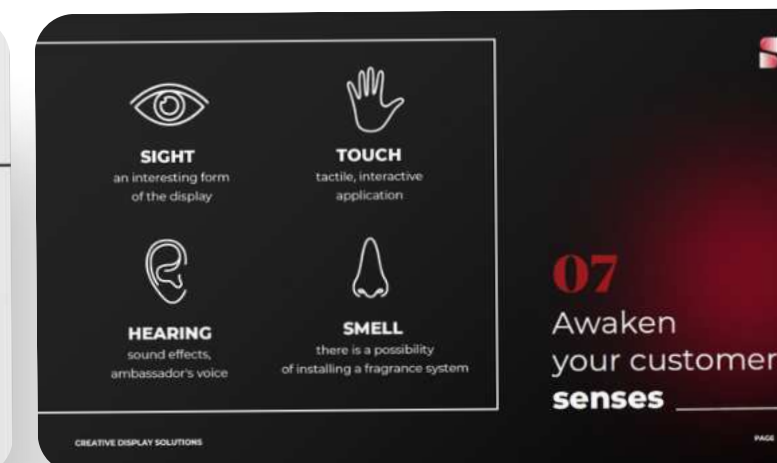 SIGHT
an interesting form
of the display
TOUCH
tactile, interactive
application
HEARING
sound effects,
ambassador's voice
SMELL
there is a possibility
of installing a fragrance system
07
Awaken
your customer
senses
CREATIVE DISPLAY SOLUTIONS
PAGE